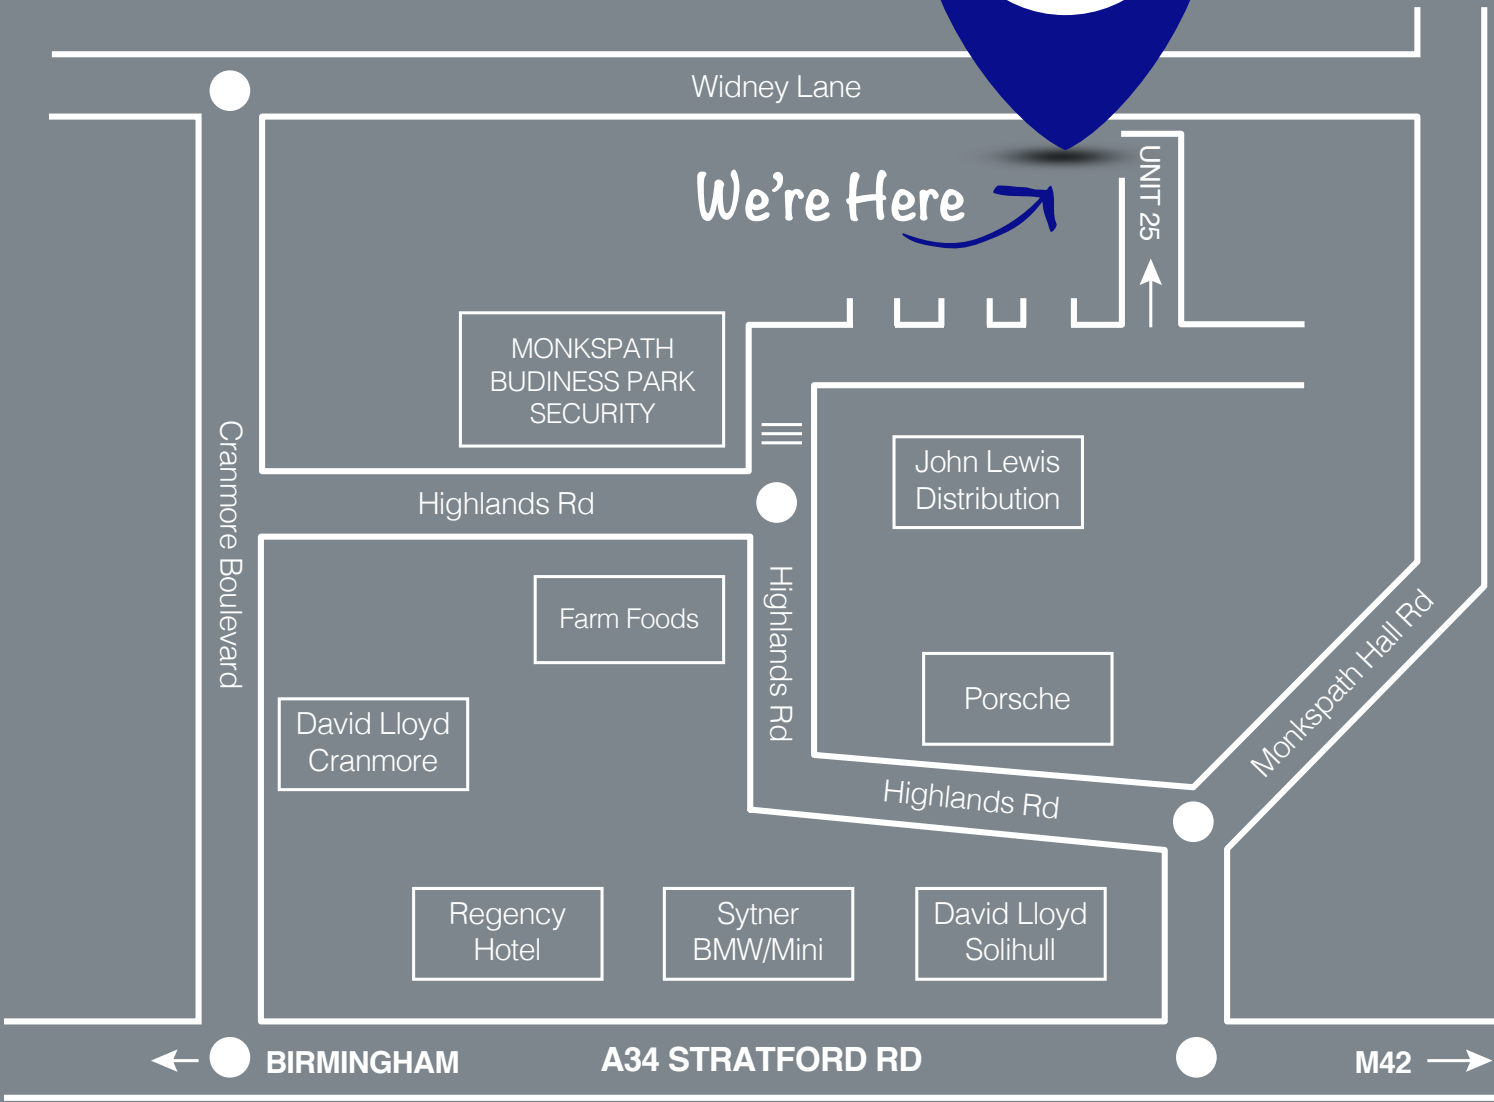 Widney Lane
UNIT 25
We're Here
MONKSPATH
BUDINESS PARK
SECURITY
John Lewis
Distribution
Cranmore Boulevard
Highlands Rd
Farm Foods
Highlands Rd
Monkspath Hall Rd
Porsche
David Lloyd
Cranmore
Highlands Rd
Regency
Hotel
Sytner
BMW/Mini
David Lloyd
Solihull
BIRMINGHAM
A34 STRATFORD RD
M42